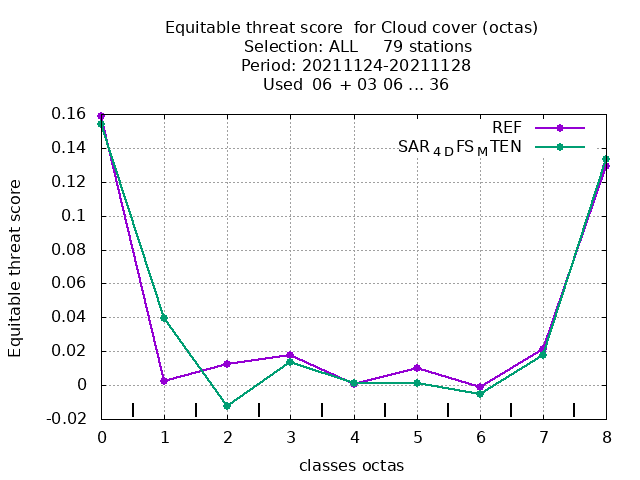 Equitable threat score  for Cloud cover (octas)
Selection: ALL     79 stations
Period: 20211124-20211128
Used  06  + 03 06 ... 36
REF
SAR4DFSMTEN
0.16
0.14
0.12
0.1
0.08
0.06
0.04
0.02
0
-0.02
Equitable threat score
0 1 2 3 4 5 6 7 8
classes octas